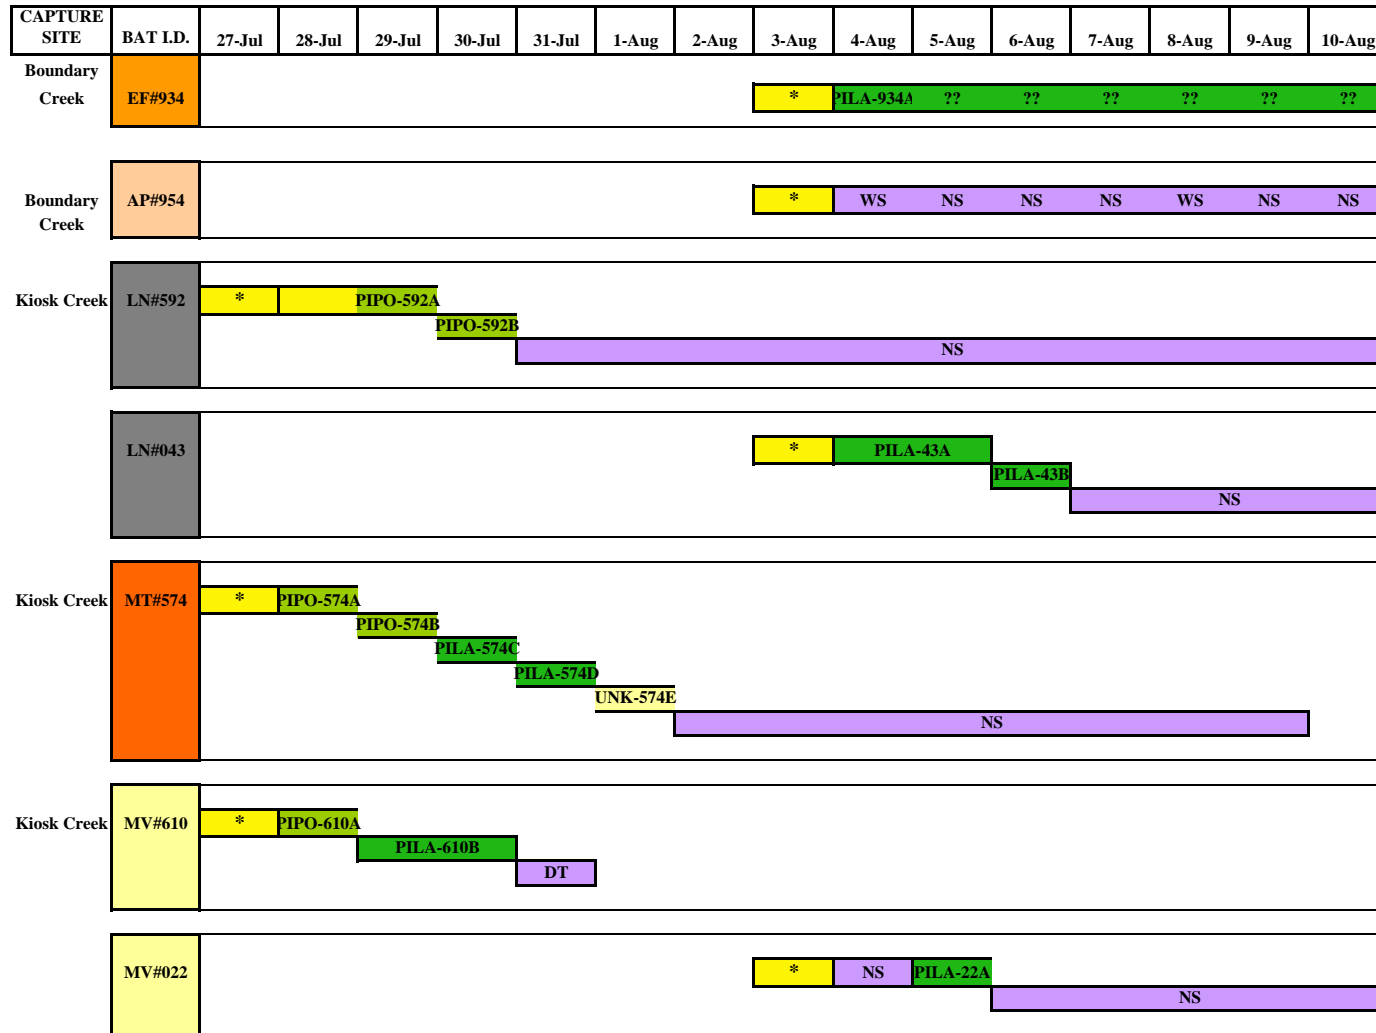 CAPTURE SITE BAT I.D. 27-Jul 28-Jul 29-Jul 30-Jul 31-Jul 1-Aug 2-Aug 3-Aug 4-Aug 5-Aug 6-Aug 7-Aug 8-Aug 9-Aug 10-Aug
Boundary
Creek EF#934 * PILA-934A ?? ?? ?? ?? ?? ??
Boundary AP#954 * WS NS NS NS WS NS NS
Creek
Kiosk Creek LN#592 * PIPO-592A
PIPO-592B
NS
LN#043 * PILA-43A
PILA-43B
NS
Kiosk Creek MT#574 * PIPO-574A
PIPO-574B
PILA-574C
PILA-574D
UNK-574E
NS
Kiosk Creek MV#610 * PIPO-610A
PILA-610B
DT
MV#022 * NS PILA-22A
NS